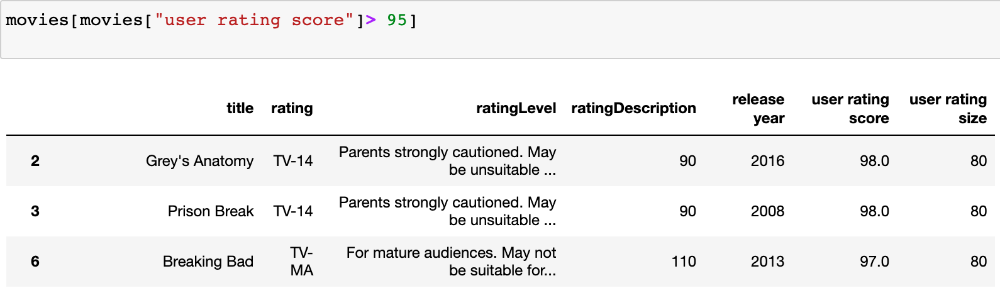 movies[movies["user rating score"]> 95]
title rating ratingLevel ratingDescription release year user rating score user rating size
2 Grey's Anatomy TV-14 Parents strongly cautioned. May be unsuitable ... 90 2016 98.0 80
3 Prison Break TV-14 Parents strongly cautioned. May be unsuitable ... 90 2008 98.0 80
6 Breaking Bad TV-MA For mature audiences. May not be suitable for... 110 2013 97.0 80